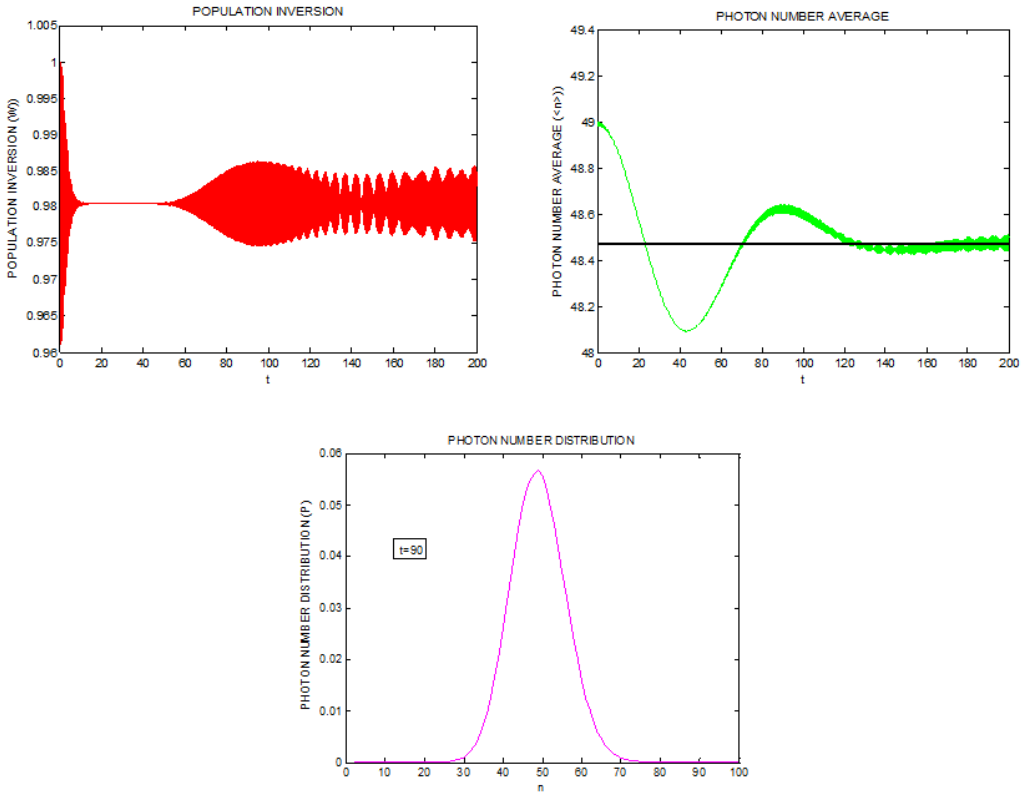 POPULATION INVERSION
1.005
1
0.995
0.99
0.985
0.98
0.975
0.97
0.965
0.96
POPULATION INVERSION (W))
0 20 40 60 80 100 120 140 160 180 200
t
PHOTON NUMBER AVERAGE
49.4
49.2
49
48.8
48.6
48.4
48.2
48
PHOTON NUMBER AVERAGE (<n>))
0 20 40 60 80 100 120 140 160 180 200
t
PHOTON NUMBER DISTRIBUTION
0.06
0.05
0.04
0.03
0.02
0.01
0
PHOTON NUMBER DISTRIBUTION (P)
t=90
0 10 20 30 40 50 60 70 80 90 100
n